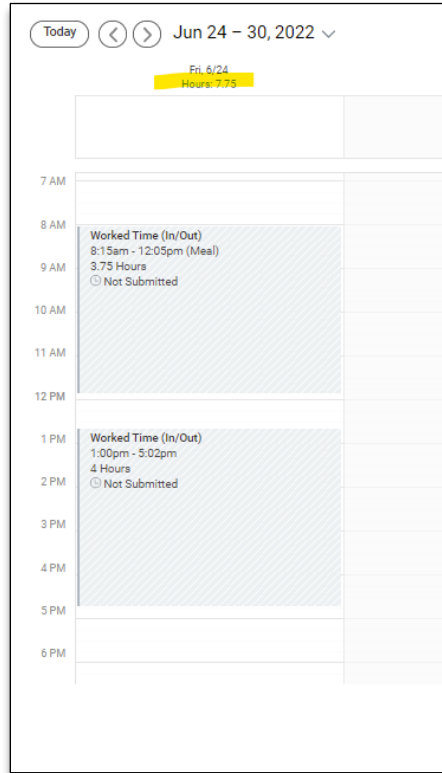 Today
Jun 24 – 30, 2022
Fri, 6/24
Hours: 7.75
7 AM
8 AM
Worked Time (In/Out)
8:15am - 12:05pm (Meal)
3.75 Hours
Not Submitted
9 AM
10 AM
11 AM
12 PM
1 PM
Worked Time (In/Out)
1:00pm - 5:02pm
4 Hours
Not Submitted
2 PM
3 PM
4 PM
5 PM
6 PM